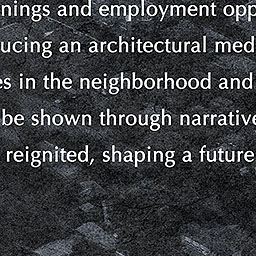 nings and employment opp
ucing an architectural med
es in the neighborhood and
be shown through narrative
reignited, shaping a future